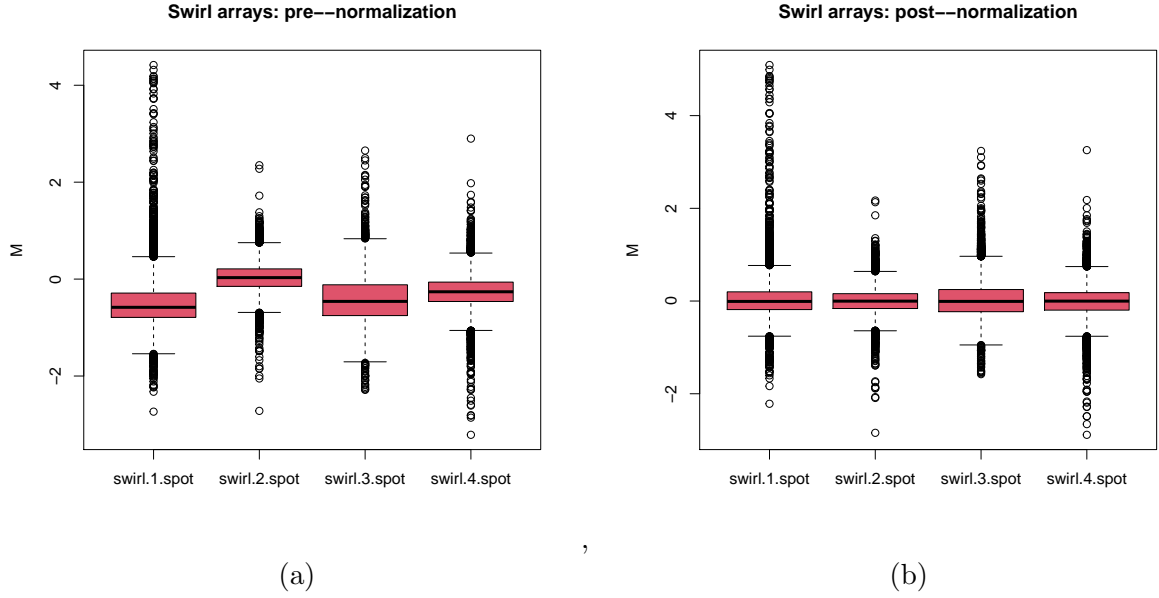 Swirl arrays: pre−−normalization
M
4
2
0
−2
swirl.1.spot swirl.2.spot swirl.3.spot swirl.4.spot
(a)
,
Swirl arrays: post−−normalization
M
4
2
0
−2
swirl.1.spot swirl.2.spot swirl.3.spot swirl.4.spot
(b)